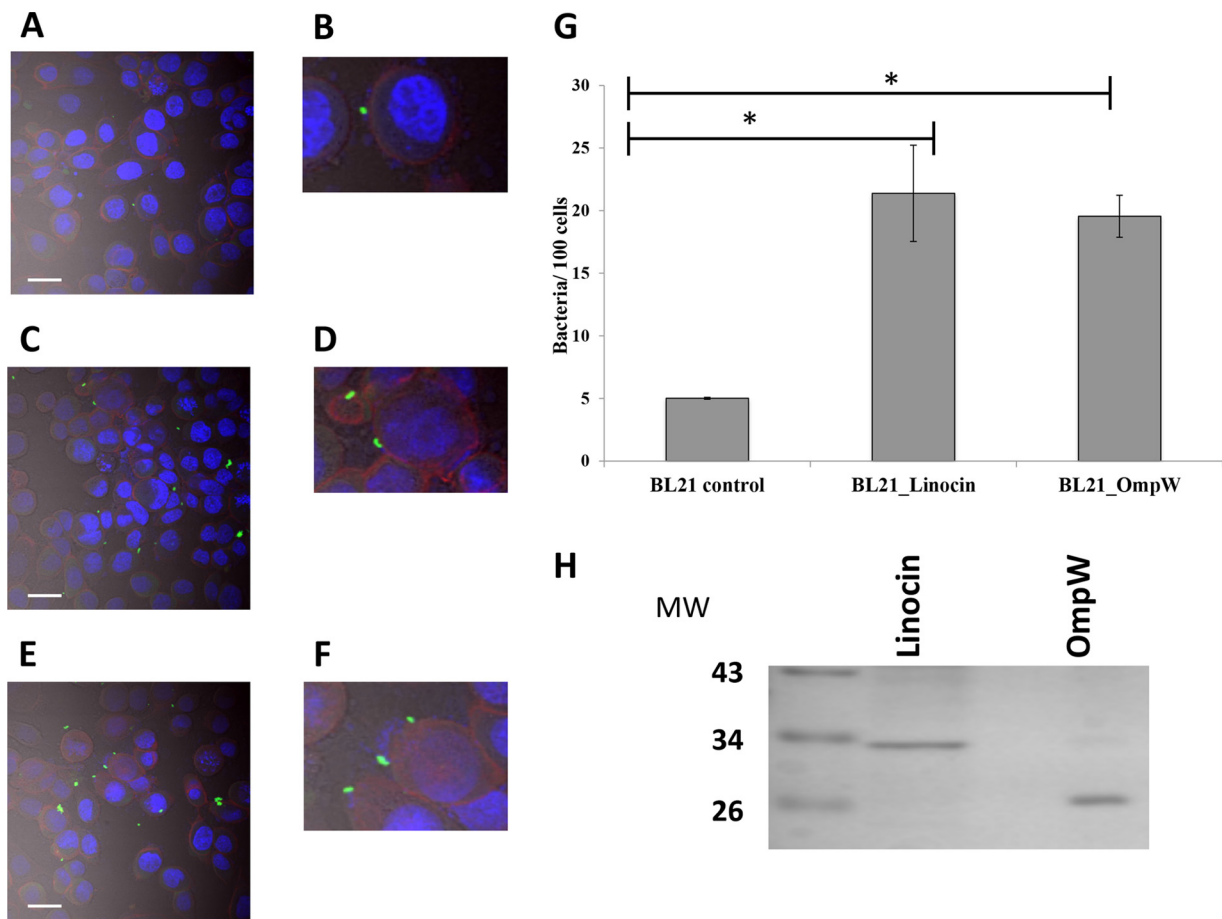 A
B
C
D
E
F
G
*
*
30
25
20
15
10
5
0
Bacteria/ 100 cells
BL21 control
BL21_Linocin
BL21_OmpW
H
MW
Linocin
OmpW
43
34
26